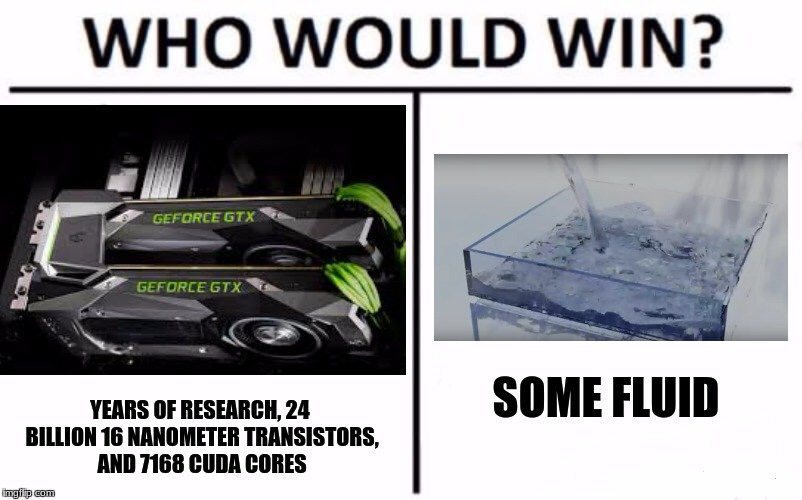 WHO WOULD WIN?
GEFORCE GTX
GEFORCE GTX
YEARS OF RESEARCH, 24
BILLION 16 NANOMETER TRANSISTORS,
AND 7168 CUDA CORES
SOME FLUID
imgflip.com